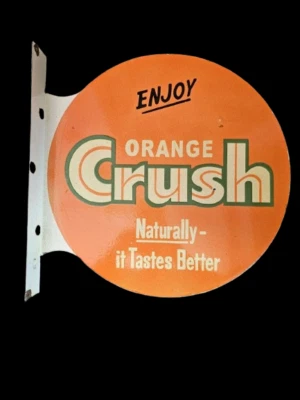 ENJOY
ORANGE
Crush
Naturally-
it Tastes Better